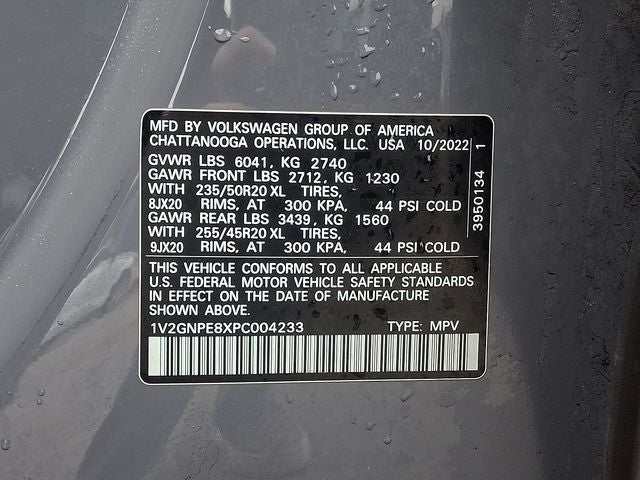 MFD BY VOLKSWAGEN GROUP OF AMERICA
CHATTANOOGA OPERATIONS, LLC. USA 10/2022
GVWR LBS 6041, KG 2740
GAWR FRONT LBS 2712, KG 1230
WITH 235/50R20 XL TIRES,
8JX20 RIMS, AT 300 KPA, 44 PSI COLD
GAWR REAR LBS 3439, KG 1560
WITH 255/45R20 XL TIRES,
9JX20 RIMS, AT 300 KPA, 44 PSI COLD
3950134 1
THIS VEHICLE CONFORMS TO ALL APPLICABLE
U.S. FEDERAL MOTOR VEHICLE SAFETY STANDARDS
IN EFFECT ON THE DATE OF MANUFACTURE
SHOWN ABOVE.
1V2GNPE8XPC004233 TYPE: MPV